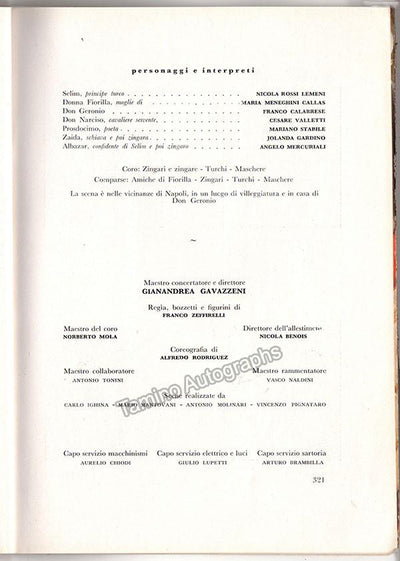 personaggi e interpreti
Selim, principe turco . . . . . . . . . . . . . NICOLA ROSSI LEMENI
Donna Fiorilla, moglie di . . . . . . . . . . MARIA MENEGHINI CALLAS
Don Geronio . . . . . . . . . . . . . . . FRANCO CALABRESE
Don Narciso, cavaliere servente. . . . . . . . . . CESARE VALLETTI
Prosdocimo, poeta . . . . . . . . . . . . . MARIANO STABILE
Zaida, schiava e poi zingara . . . . . . . . . . . JOLANDA GARDINO
Albazar, confidente di Selim e poi zingaro . . . . . . ANGELO MERCURIALI
Coro: Zingari e zingare - Turchi - Maschere
Comparse: Amiche di Fiorilla - Zingari - Turchi - Maschere
La scena è nelle vicinanze di Napoli, in un luogo di villeggiatura e in casa di
Don Geronio
~
Maestro concertatore e direttore
GIANANDREA GAVAZZENI
Regia, bozzetti e figurini di
FRANCO ZEFFIRELLI
Maestro del coro Direttore dell'allestimento
NORBERTO MOLA NICOLA BENOIS
Coreografia di
ALFREDO RODRIGUEZ
Maestro collaboratore Maestro rammentatore
ANTONIO TONINI VASCO NALDINI
Tamino Autographs
Scene realizzate da
CARLO IGHINA - MARIO MANTOVANI - ANTONIO MOLINARI - VINCENZO PIGNATARO
Capo servizio macchinismi Capo servizio elettrico e luci Capo servizio sartoria
AURELIO CHIODI GIULIO LUPETTI ARTURO BRAMBILLA
321